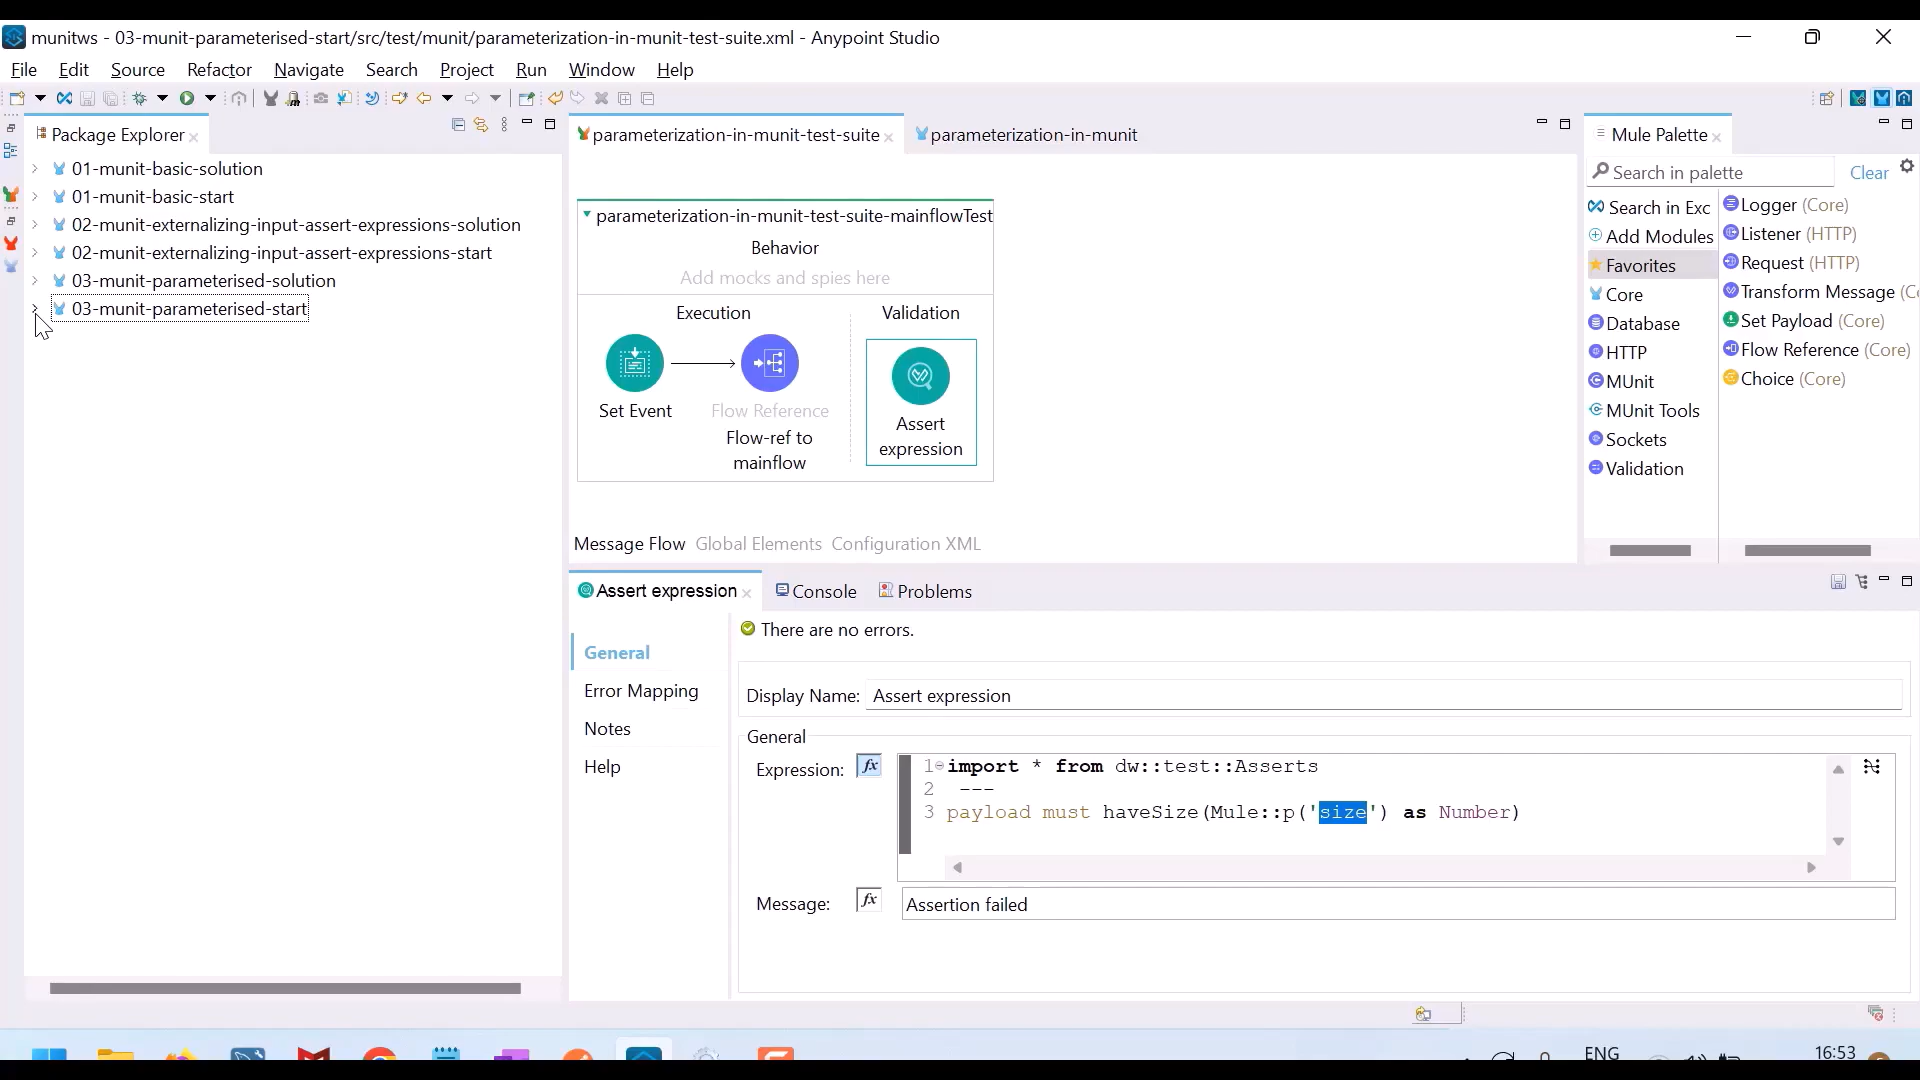 munitws - 03-munit-parameterised-start/src/test/munit/parameterization-in-munit-test-suite.xml - Anypoint Studio
File Edit Source Refactor Navigate Search Project Run Window Help
Package Explorer
01-munit-basic-solution
01-munit-basic-start
02-munit-externalizing-input-assert-expressions-solution
02-munit-externalizing-input-assert-expressions-start
03-munit-parameterised-solution
03-munit-parameterised-start
parameterization-in-munit-test-suite
parameterization-in-munit
parameterization-in-munit-test-suite-mainflowTest
Behavior
Add mocks and spies here
Execution
Validation
Set Event
Flow Reference
Flow-ref to
mainflow
Assert
expression
Message Flow Global Elements Configuration XML
Mule Palette
Search in palette
Clear
Search in Exc
Add Modules
Favorites
Core
Database
HTTP
MUnit
MUnit Tools
Sockets
Validation
Logger (Core)
Listener (HTTP)
Request (HTTP)
Transform Message (Co
Set Payload (Core)
Flow Reference (Core)
Choice (Core)
Assert expression
Console
Problems
There are no errors.
General
Error Mapping
Notes
Help
Display Name: Assert expression
General
Expression: fx
1 import * from dw::test::Asserts
2 ---
3 payload must haveSize(Mule::p('size') as Number)
Message: fx Assertion failed
ENG
16:53